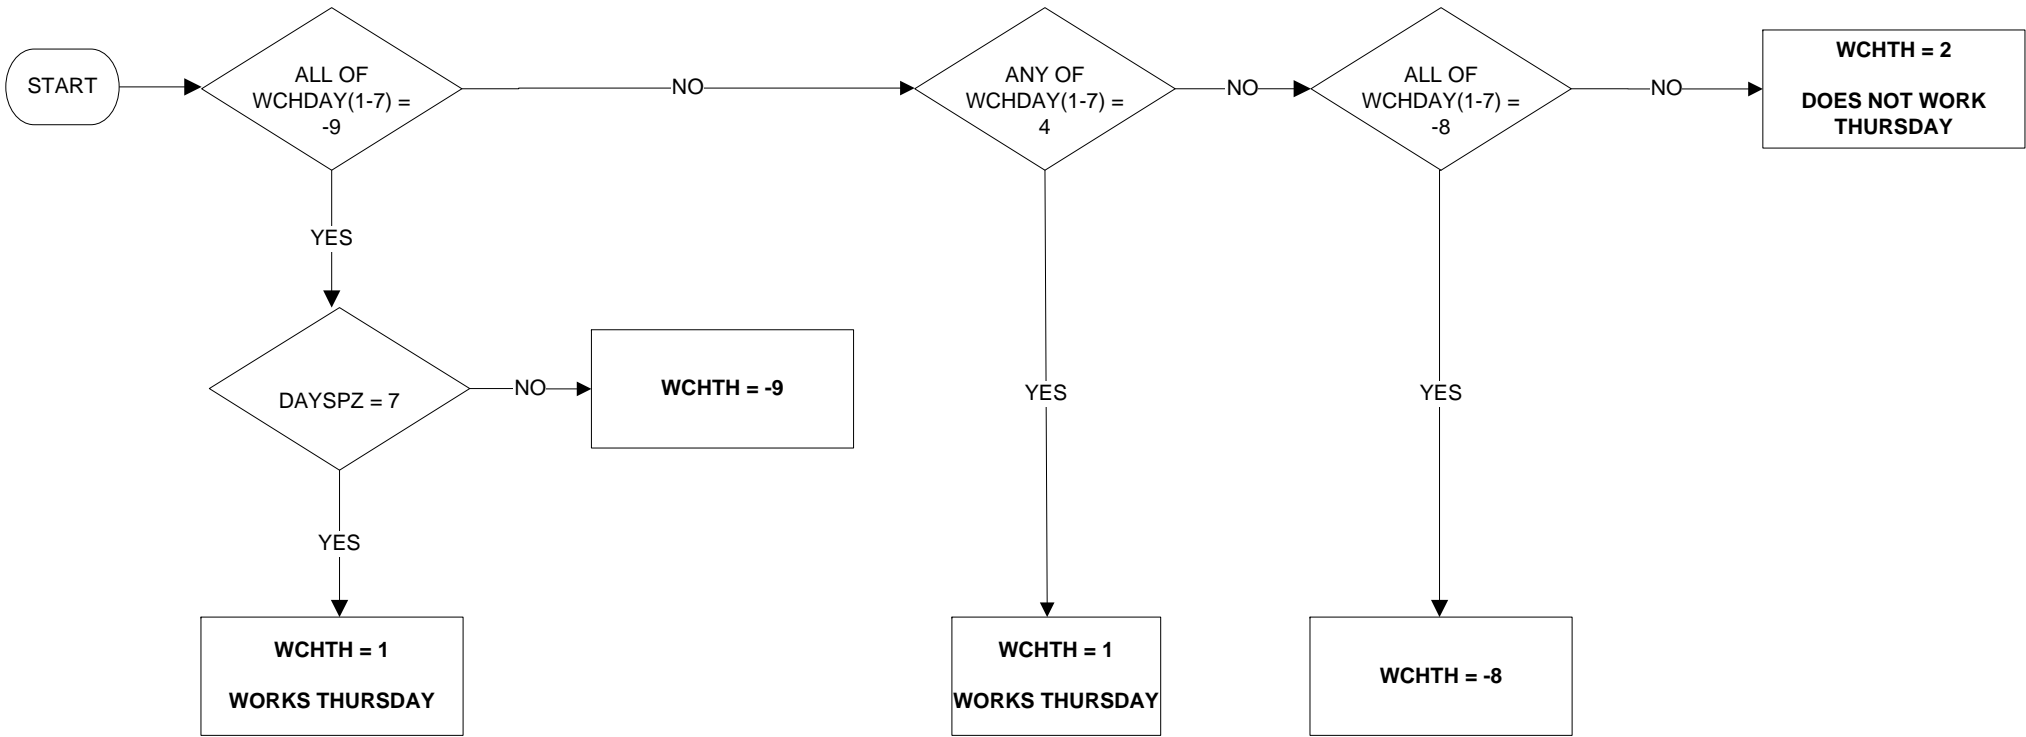 START
ALL OF
WCHDAY(1-7) =
-9
NO
ANY OF
WCHDAY(1-7) =
4
NO
ALL OF
WCHDAY(1-7) =
-8
NO
WCHTH = 2
DOES NOT WORK
THURSDAY
YES
DAYSPZ = 7
NO
WCHTH = -9
YES
YES
YES
WCHTH = 1
WORKS THURSDAY
WCHTH = 1
WORKS THURSDAY
WCHTH = -8